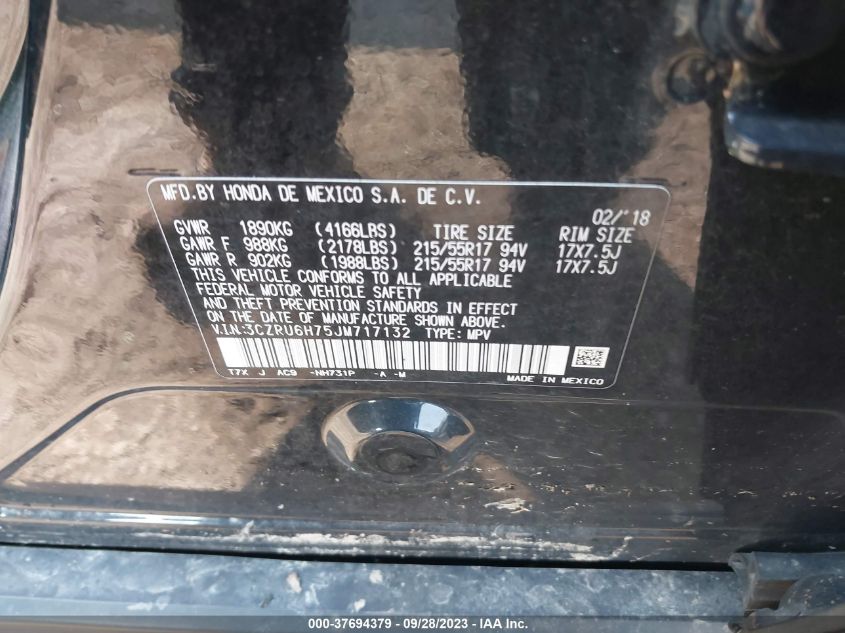 MFD.BY HONDA DE MEXICO S.A. DE C.V.
02/'18
GVWR 1890KG (4166LBS) TIRE SIZE RIM SIZE
GAWR F 988KG (2178LBS) 215/55R17 94V 17X7.5J
GAWR R 902KG (1988LBS) 215/55R17 94V 17X7.5J
THIS VEHICLE CONFORMS TO ALL APPLICABLE
FEDERAL MOTOR VEHICLE SAFETY
AND THEFT PREVENTION STANDARDS IN EFFECT
ON THE DATE OF MANUFACTURE SHOWN ABOVE.
V.I.N:3CZRU6H75JM717132 TYPE: MPV
T7X J AC9 -NH731P -A -M
MADE IN MEXICO
000-37694379 - 09/28/2023 - IAA Inc.